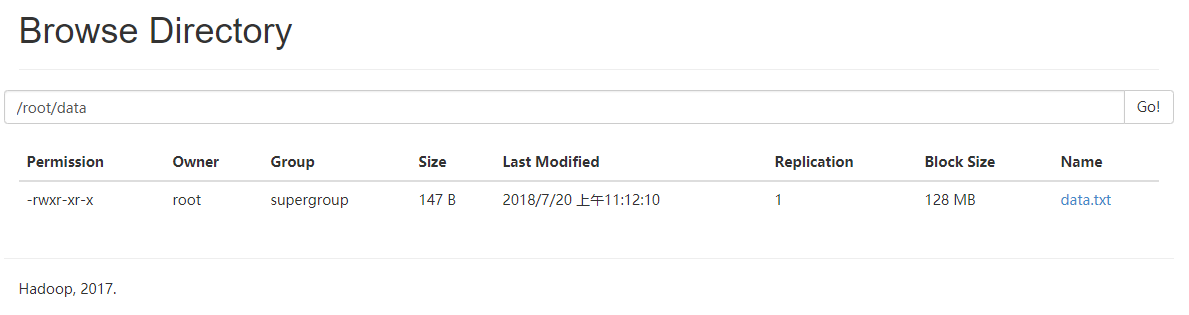 Browse Directory
/root/data Go!
Permission Owner Group Size Last Modified Replication Block Size Name
-rwxr-xr-x root supergroup 147 B 2018/7/20 上午11:12:10 1 128 MB data.txt
Hadoop, 2017.